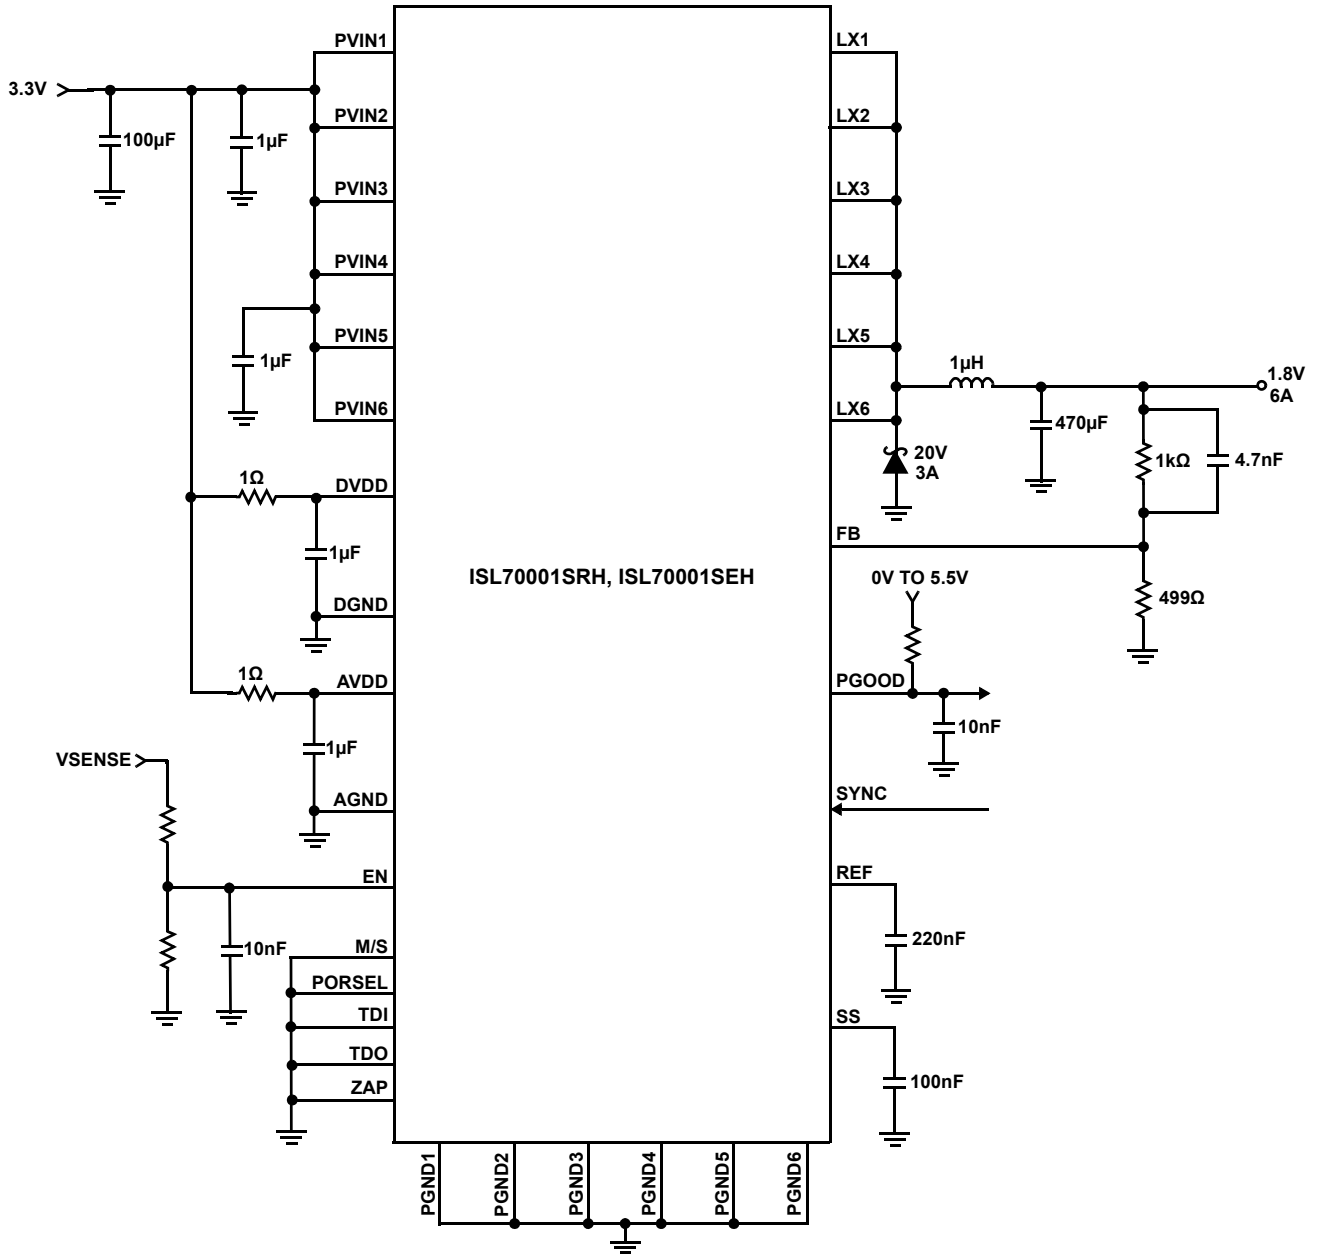 3.3V
100µF
1µF
PVIN1
PVIN2
PVIN3
PVIN4
PVIN5
PVIN6
1µF
1Ω
DVDD
1µF
DGND
1Ω
AVDD
1µF
AGND
VSENSE
EN
10nF
M/S
PORSEL
TDI
TDO
ZAP
ISL70001SRH, ISL70001SEH
PGND1
PGND2
PGND3
PGND4
PGND5
PGND6
LX1
LX2
LX3
LX4
LX5
LX6
1µH
1.8V
6A
470µF
1kΩ
4.7nF
20V
3A
FB
499Ω
0V TO 5.5V
PGOOD
10nF
SYNC
REF
220nF
SS
100nF